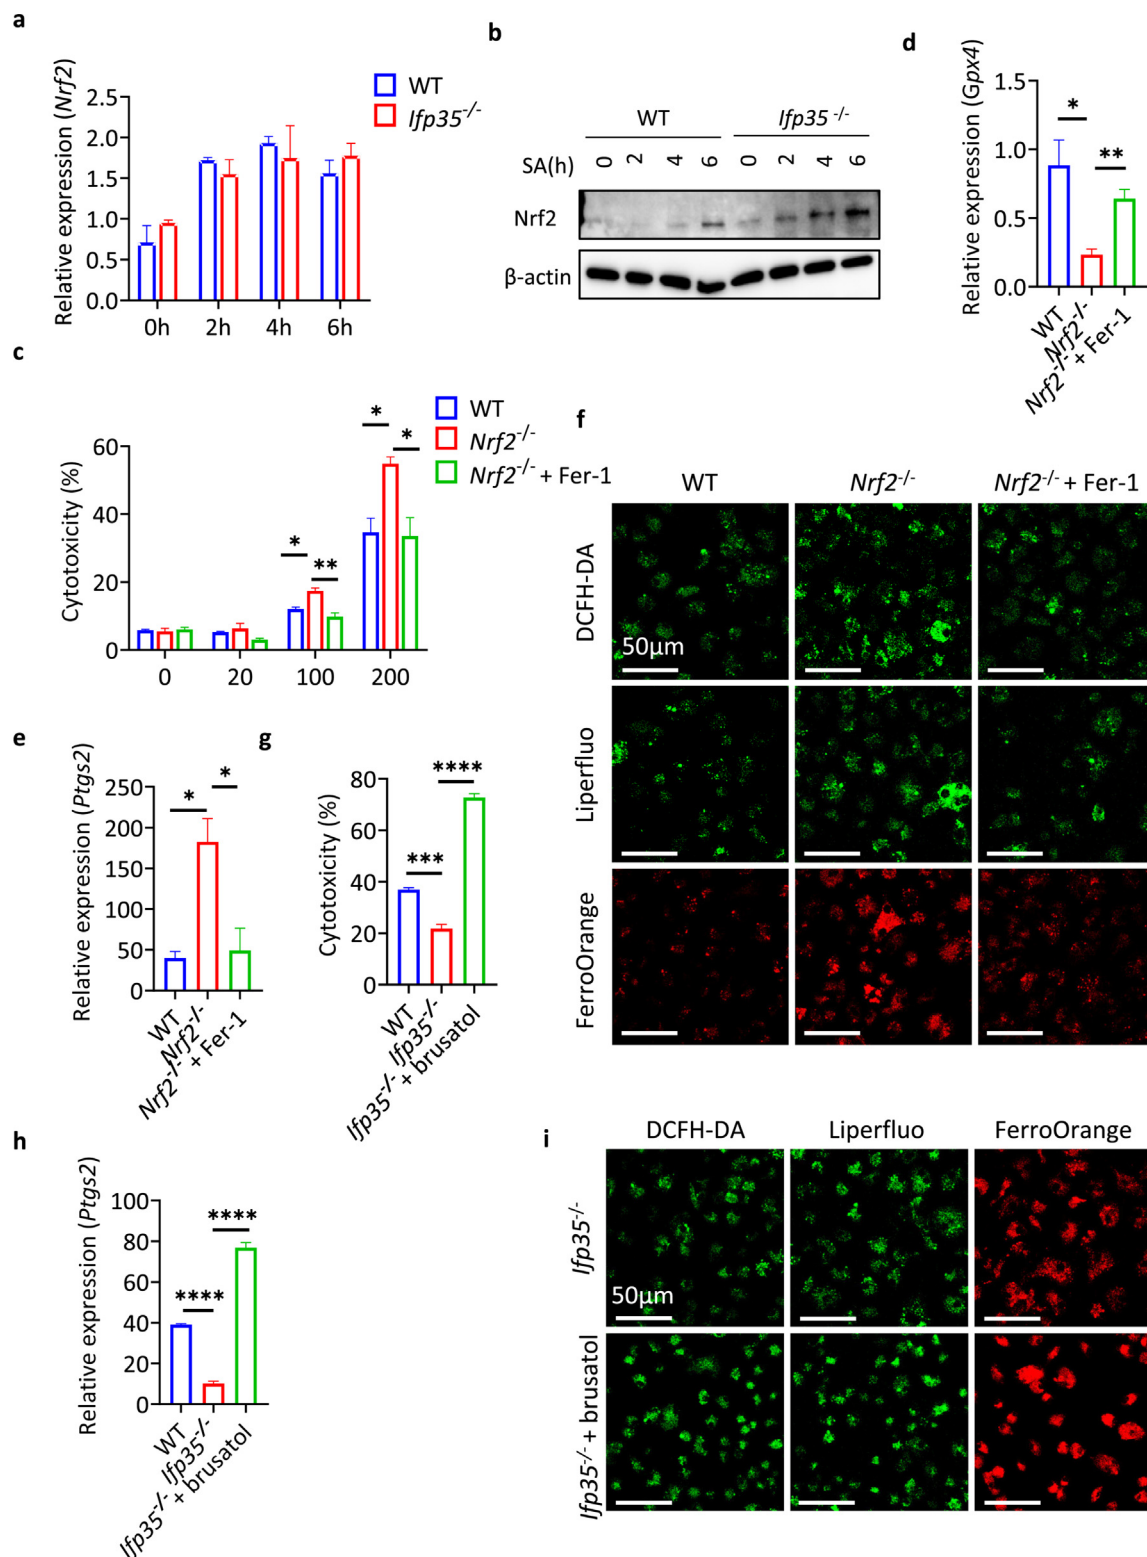 a
Relative expression (Nrf2)
2.5
2.0
1.5
1.0
0.5
0.0
0h 2h 4h 6h
WT
Ifp35-/-
b
WT Ifp35 -/-
SA(h) 0 2 4 6 0 2 4 6
Nrf2
β-actin
d
Relative expression (Gpx4)
1.5
1.0
0.5
0.0
*
**
WT
Nrf2-/-
Nrf2-/- + Fer-1
c
Cytotoxicity (%)
60
40
20
0
0 20 100 200
*
**
*
*
WT
Nrf2-/-
Nrf2-/- + Fer-1
f
WT Nrf2-/- Nrf2-/- + Fer-1
DCFH-DA
50μm
Liperfluo
FerroOrange
e
Relative expression (Ptgs2)
250
200
150
100
50
0
*
*
WT
Nrf2-/-
Nrf2-/- + Fer-1
g
Cytotoxicity (%)
80
60
40
20
0
****
***
WT
Ifp35-/-
Ifp35-/- + brusatol
h
Relative expression (Ptgs2)
100
80
60
40
20
0
****
****
WT
Ifp35-/-
Ifp35-/- + brusatol
i
DCFH-DA Liperfluo FerroOrange
Ifp35-/-
50μm
Ifp35-/- + brusatol